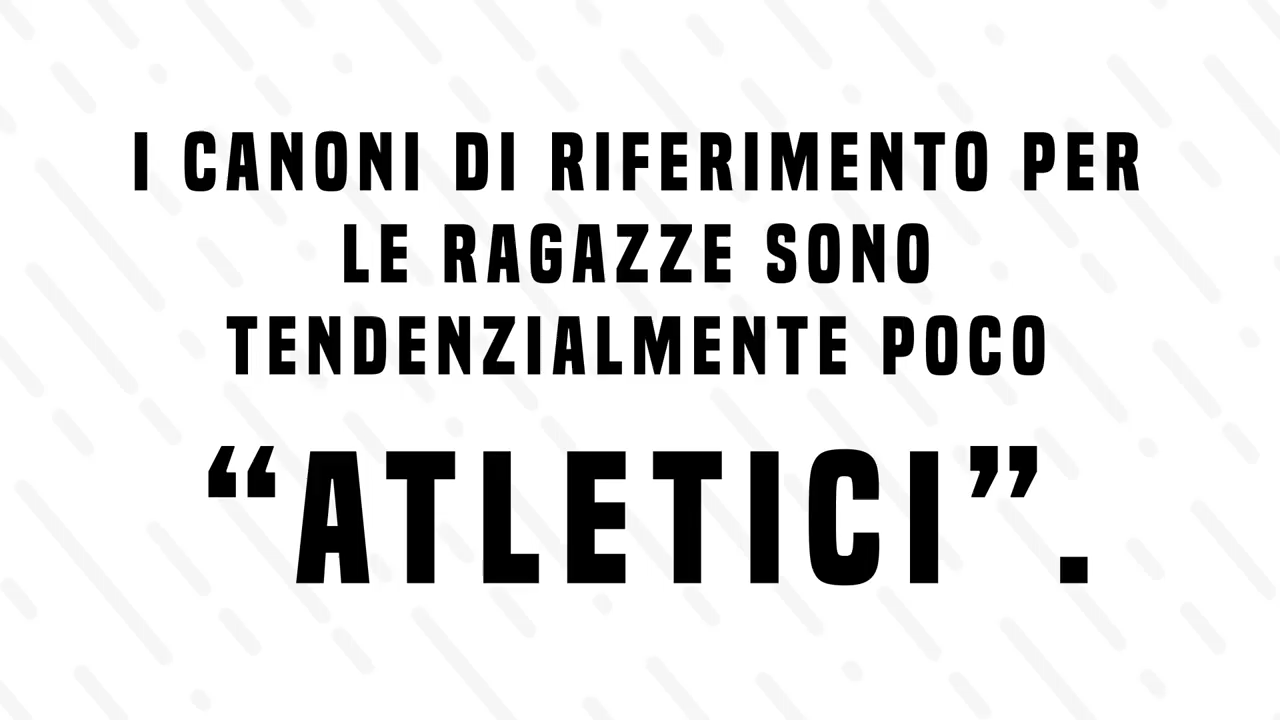 I CANONI DI RIFERIMENTO PER
LE RAGAZZE SONO
TENDENZIALMENTE POCO
“ATLETICI”.